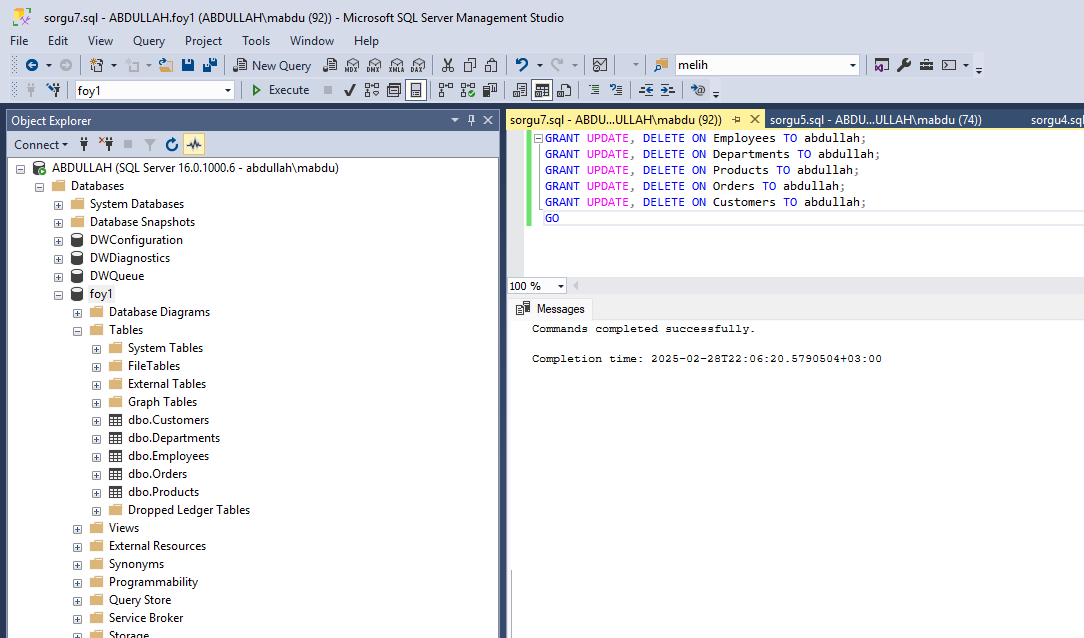 sorgu7.sql - ABDULLAH.foy1 (ABDULLAH\mabdu (92)) - Microsoft SQL Server Management Studio
File Edit View Query Project Tools Window Help
New Query MDX DMX XMLA DAX melih
foy1 Execute
Object Explorer
Connect
ABDULLAH (SQL Server 16.0.1000.6 - abdullah\mabdu)
Databases
System Databases
Database Snapshots
DWConfiguration
DWDiagnostics
DWQueue
foy1
Database Diagrams
Tables
System Tables
FileTables
External Tables
Graph Tables
dbo.Customers
dbo.Departments
dbo.Employees
dbo.Orders
dbo.Products
Dropped Ledger Tables
Views
External Resources
Synonyms
Programmability
Query Store
Service Broker
Storage
sorgu7.sql - ABDU...ULLAH\mabdu (92)) sorgu5.sql - ABDU...ULLAH\mabdu (74)) sorgu4.sql
GRANT UPDATE, DELETE ON Employees TO abdullah;
GRANT UPDATE, DELETE ON Departments TO abdullah;
GRANT UPDATE, DELETE ON Products TO abdullah;
GRANT UPDATE, DELETE ON Orders TO abdullah;
GRANT UPDATE, DELETE ON Customers TO abdullah;
GO
100 %
Messages
Commands completed successfully.
Completion time: 2025-02-28T22:06:20.5790504+03:00